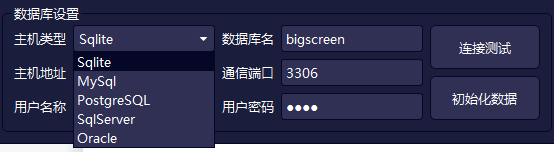 数据库设置
主机类型 Sqlite 数据库名 bigscreen 连接测试
Sqlite
主机地址 MySql 通信端口 3306
PostgreSQL 初始化数据
用户名称 SqlServer 用户密码 ●●●●
Oracle